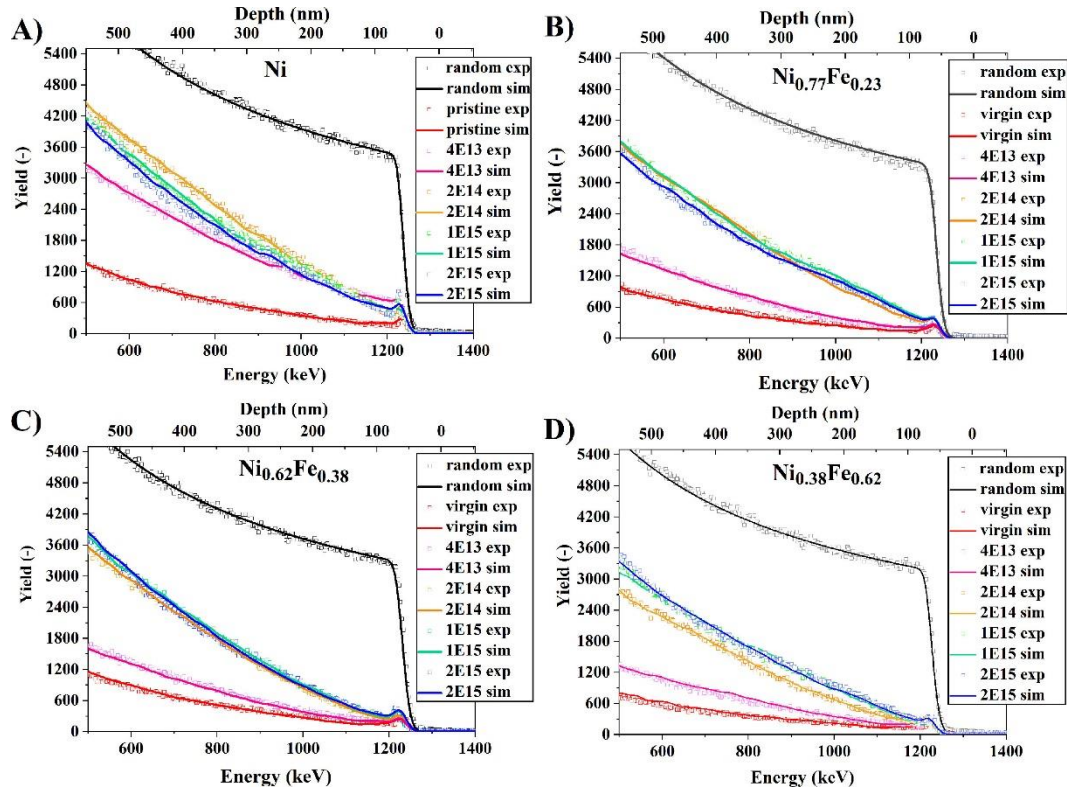 A)
Depth (nm)
500 400 300 200 100 0
Ni
5400
4800
4200
3600
3000
2400
1800
1200
600
0
Yield (-)
600 800 1000 1200 1400
Energy (keV)
random exp
random sim
pristine exp
pristine sim
4E13 exp
4E13 sim
2E14 exp
2E14 sim
1E15 exp
1E15 sim
2E15 exp
2E15 sim
B)
Depth (nm)
500 400 300 200 100 0
Ni0.77Fe0.23
5400
4800
4200
3600
3000
2400
1800
1200
600
0
Yield (-)
600 800 1000 1200 1400
Energy (keV)
random exp
random sim
virgin exp
virgin sim
4E13 exp
4E13 sim
2E14 exp
2E14 sim
1E15 exp
1E15 sim
2E15 exp
2E15 sim
C)
Depth (nm)
500 400 300 200 100 0
Ni0.62Fe0.38
5400
4800
4200
3600
3000
2400
1800
1200
600
0
Yield (-)
600 800 1000 1200 1400
Energy (keV)
random exp
random sim
virgin exp
virgin sim
4E13 exp
4E13 sim
2E14 exp
2E14 sim
1E15 exp
1E15 sim
2E15 exp
2E15 sim
D)
Depth (nm)
500 400 300 200 100 0
Ni0.38Fe0.62
5400
4800
4200
3600
3000
2400
1800
1200
600
0
Yield (-)
600 800 1000 1200 1400
Energy (keV)
random exp
random sim
virgin exp
virgin sim
4E13 exp
4E13 sim
2E14 exp
2E14 sim
1E15 exp
1E15 sim
2E15 exp
2E15 sim